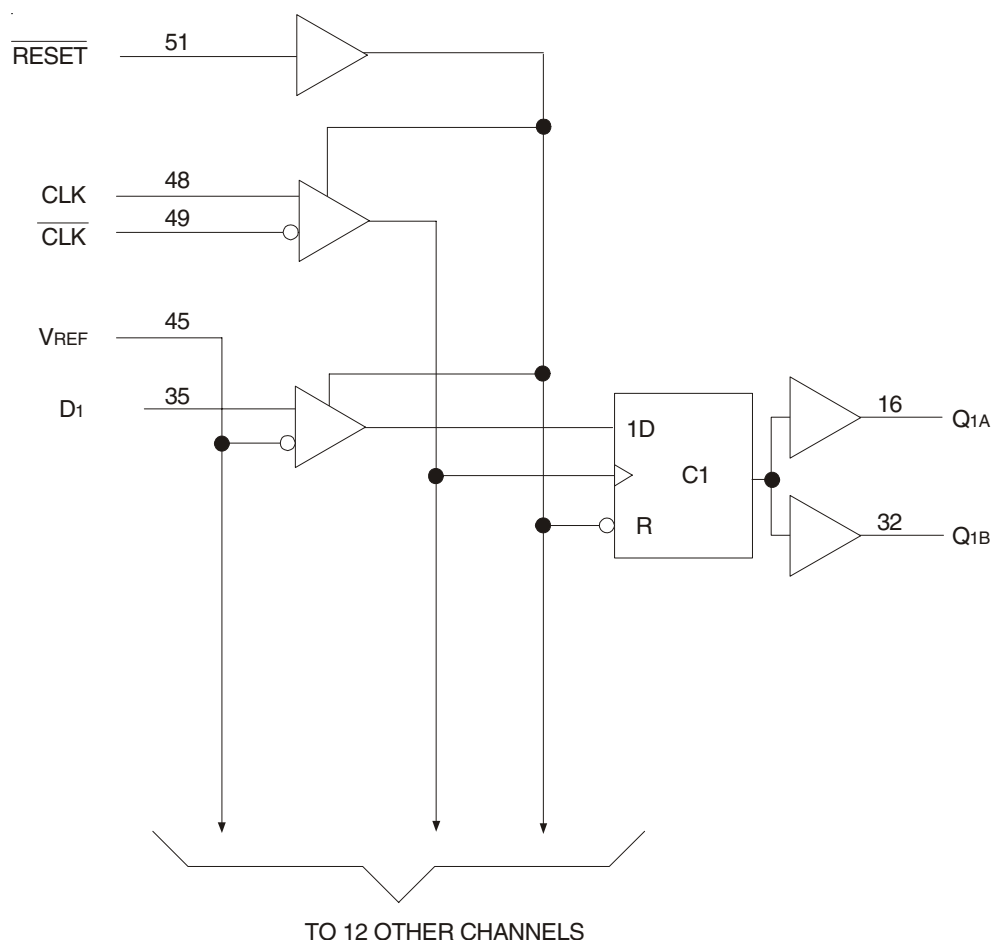 RESET 51
CLK 48
CLK 49
VREF 45
D1 35
1D
C1
R
16 Q1A
32 Q1B
TO 12 OTHER CHANNELS